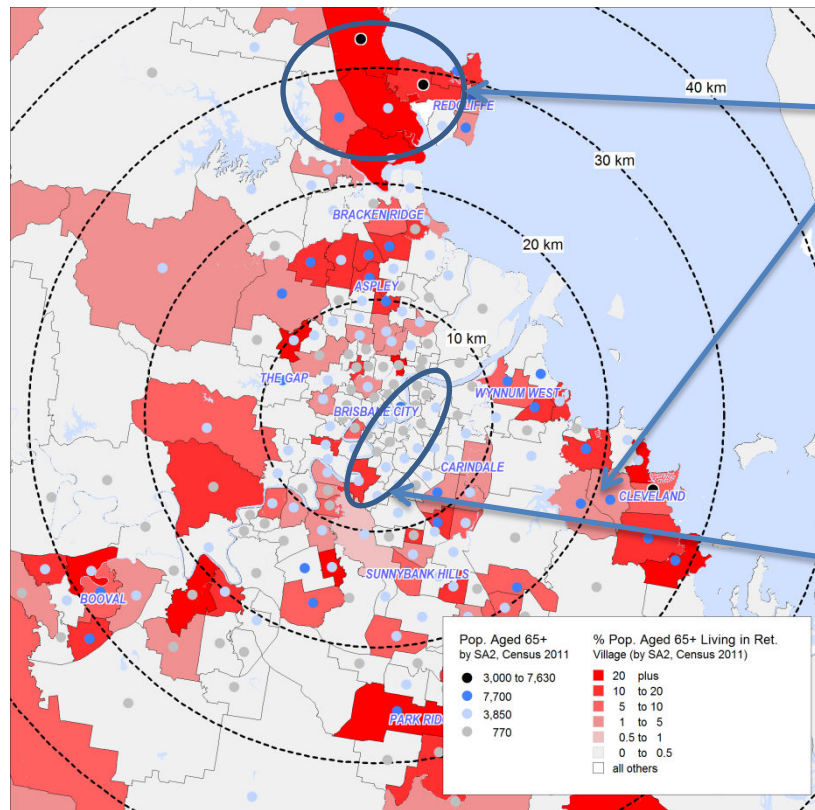 40 km
REDCLIFFE
30 km
BRACKEN RIDGE
20 km
ASPLEY
10 km
THE GAP
WYNNUM WEST
BRISBANE CITY
CARINDALE
CLEVELAND
SUNNYBANK HILLS
BOOVAL
PARK RIDG
Pop. Aged 65+
by SA2, Census 2011
3,000 to 7,630
7,700
3,850
770
% Pop. Aged 65+ Living in Ret.
Village (by SA2, Census 2011)
20 plus
10 to 20
5 to 10
1 to 5
0.5 to 1
0 to 0.5
all others